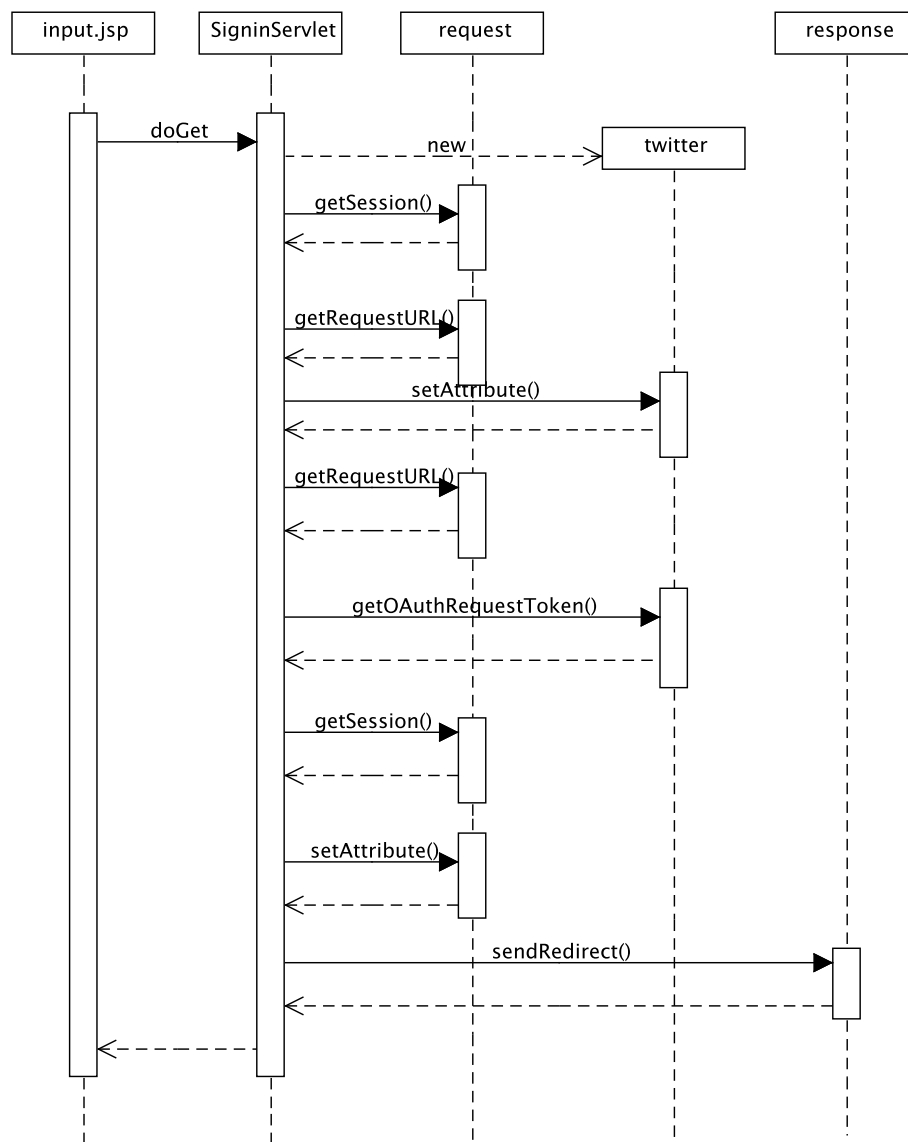 input.jsp
SigninServlet
request
response
doGet
new
twitter
getSession()
getRequestURL()
setAttribute()
getRequestURL()
getOAuthRequestToken()
getSession()
setAttribute()
sendRedirect()